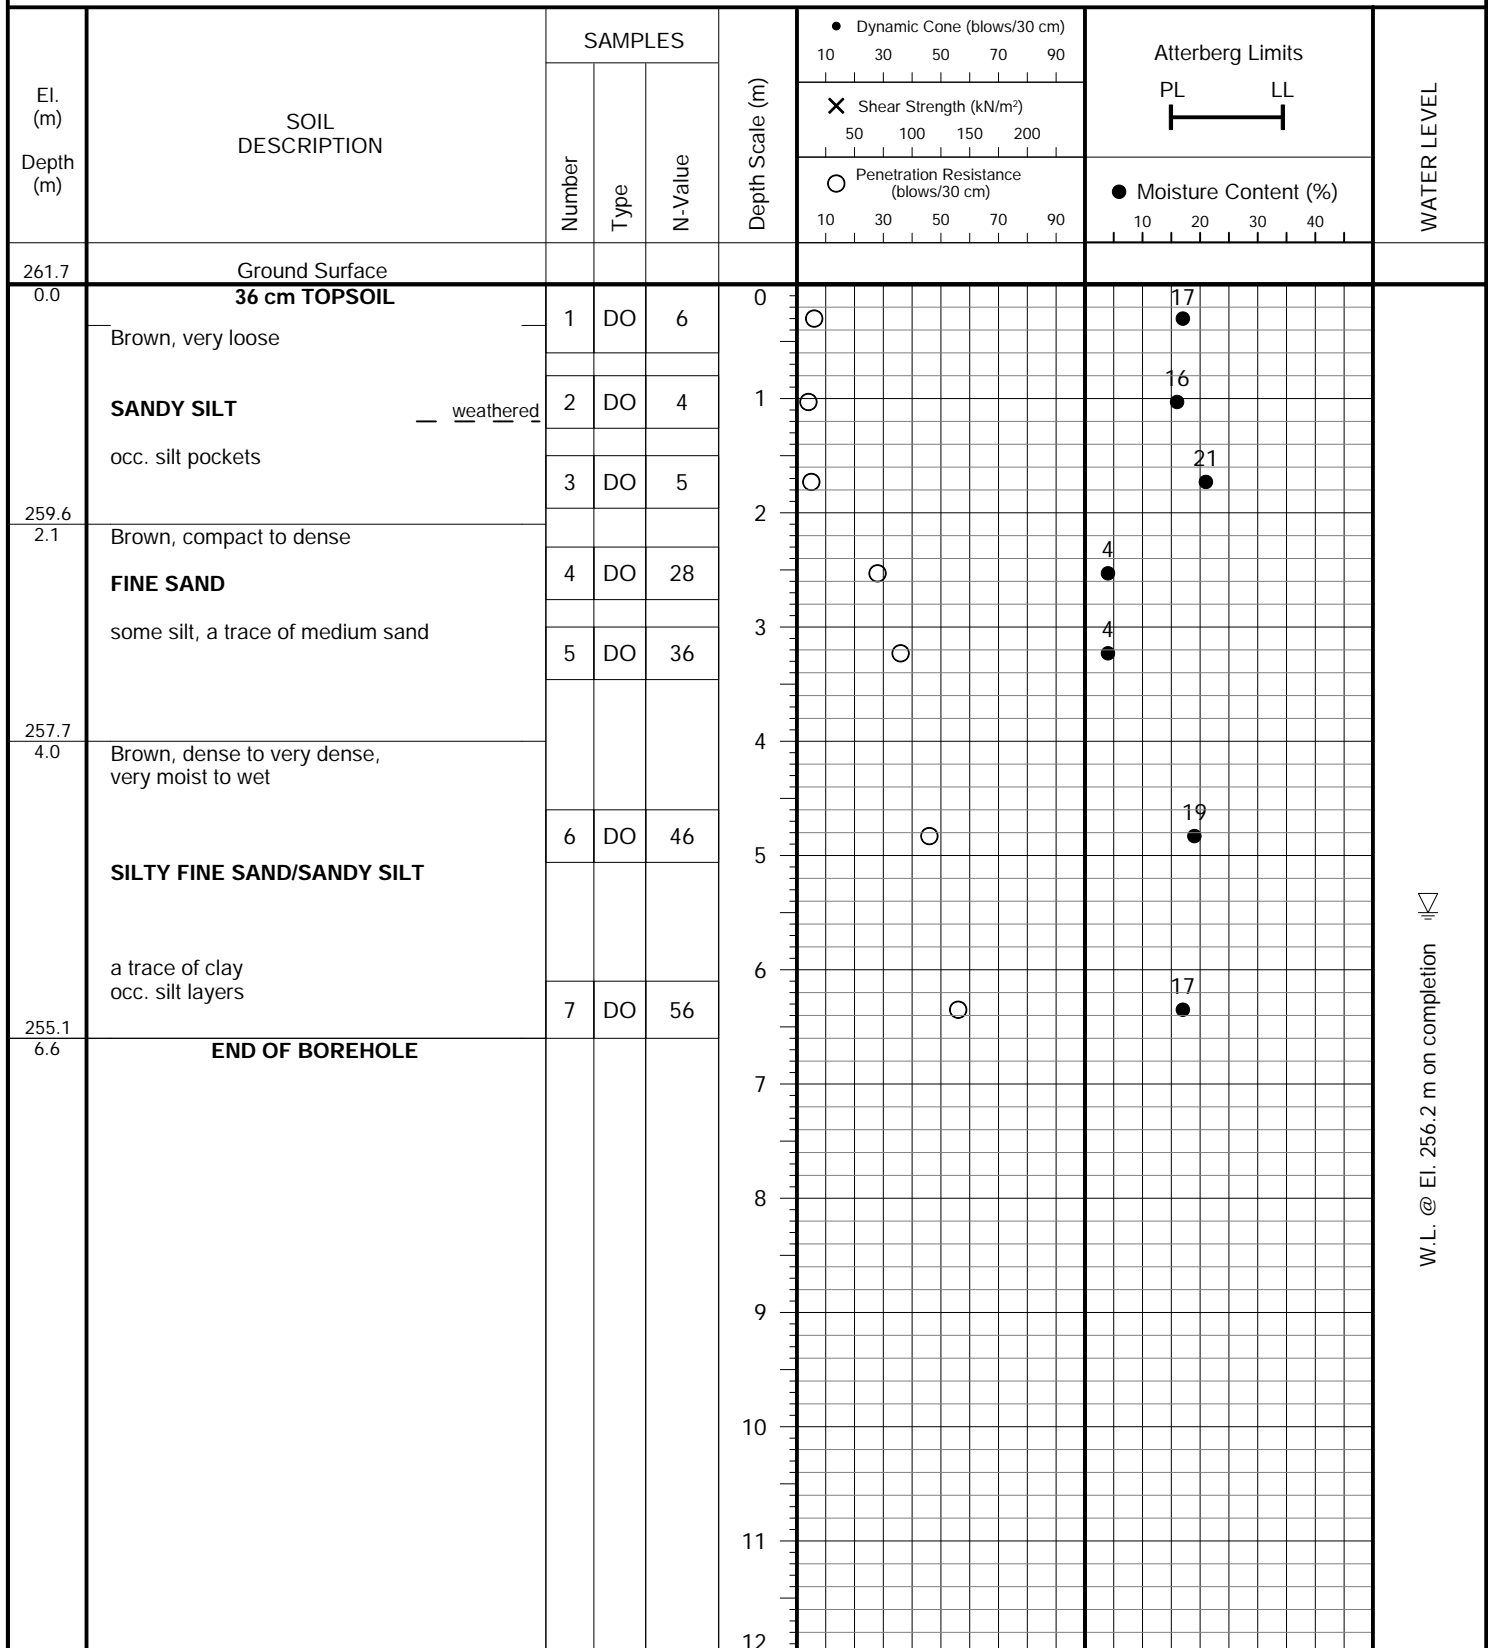 El.
(m)
Depth
(m)
SOIL
DESCRIPTION
SAMPLES
Number
Type
N-Value
Depth Scale (m)
● Dynamic Cone (blows/30 cm)
10 30 50 70 90
✕ Shear Strength (kN/m²)
50 100 150 200
○ Penetration Resistance
(blows/30 cm)
10 30 50 70 90
Atterberg Limits
PL LL
● Moisture Content (%)
10 20 30 40
WATER LEVEL
261.7 Ground Surface
0.0 36 cm TOPSOIL 0 17
1 DO 6
Brown, very loose
16
SANDY SILT weathered 2 DO 4 1
occ. silt pockets 21
3 DO 5
259.6 2
2.1 Brown, compact to dense
4
FINE SAND 4 DO 28
some silt, a trace of medium sand 3 4
5 DO 36
257.7
4.0 Brown, dense to very dense, 4
very moist to wet
19
6 DO 46
5
SILTY FINE SAND/SANDY SILT
a trace of clay 6
occ. silt layers 17
7 DO 56
255.1
6.6 END OF BOREHOLE
7
8
9
10
11
12
W.L. @ El. 256.2 m on completion